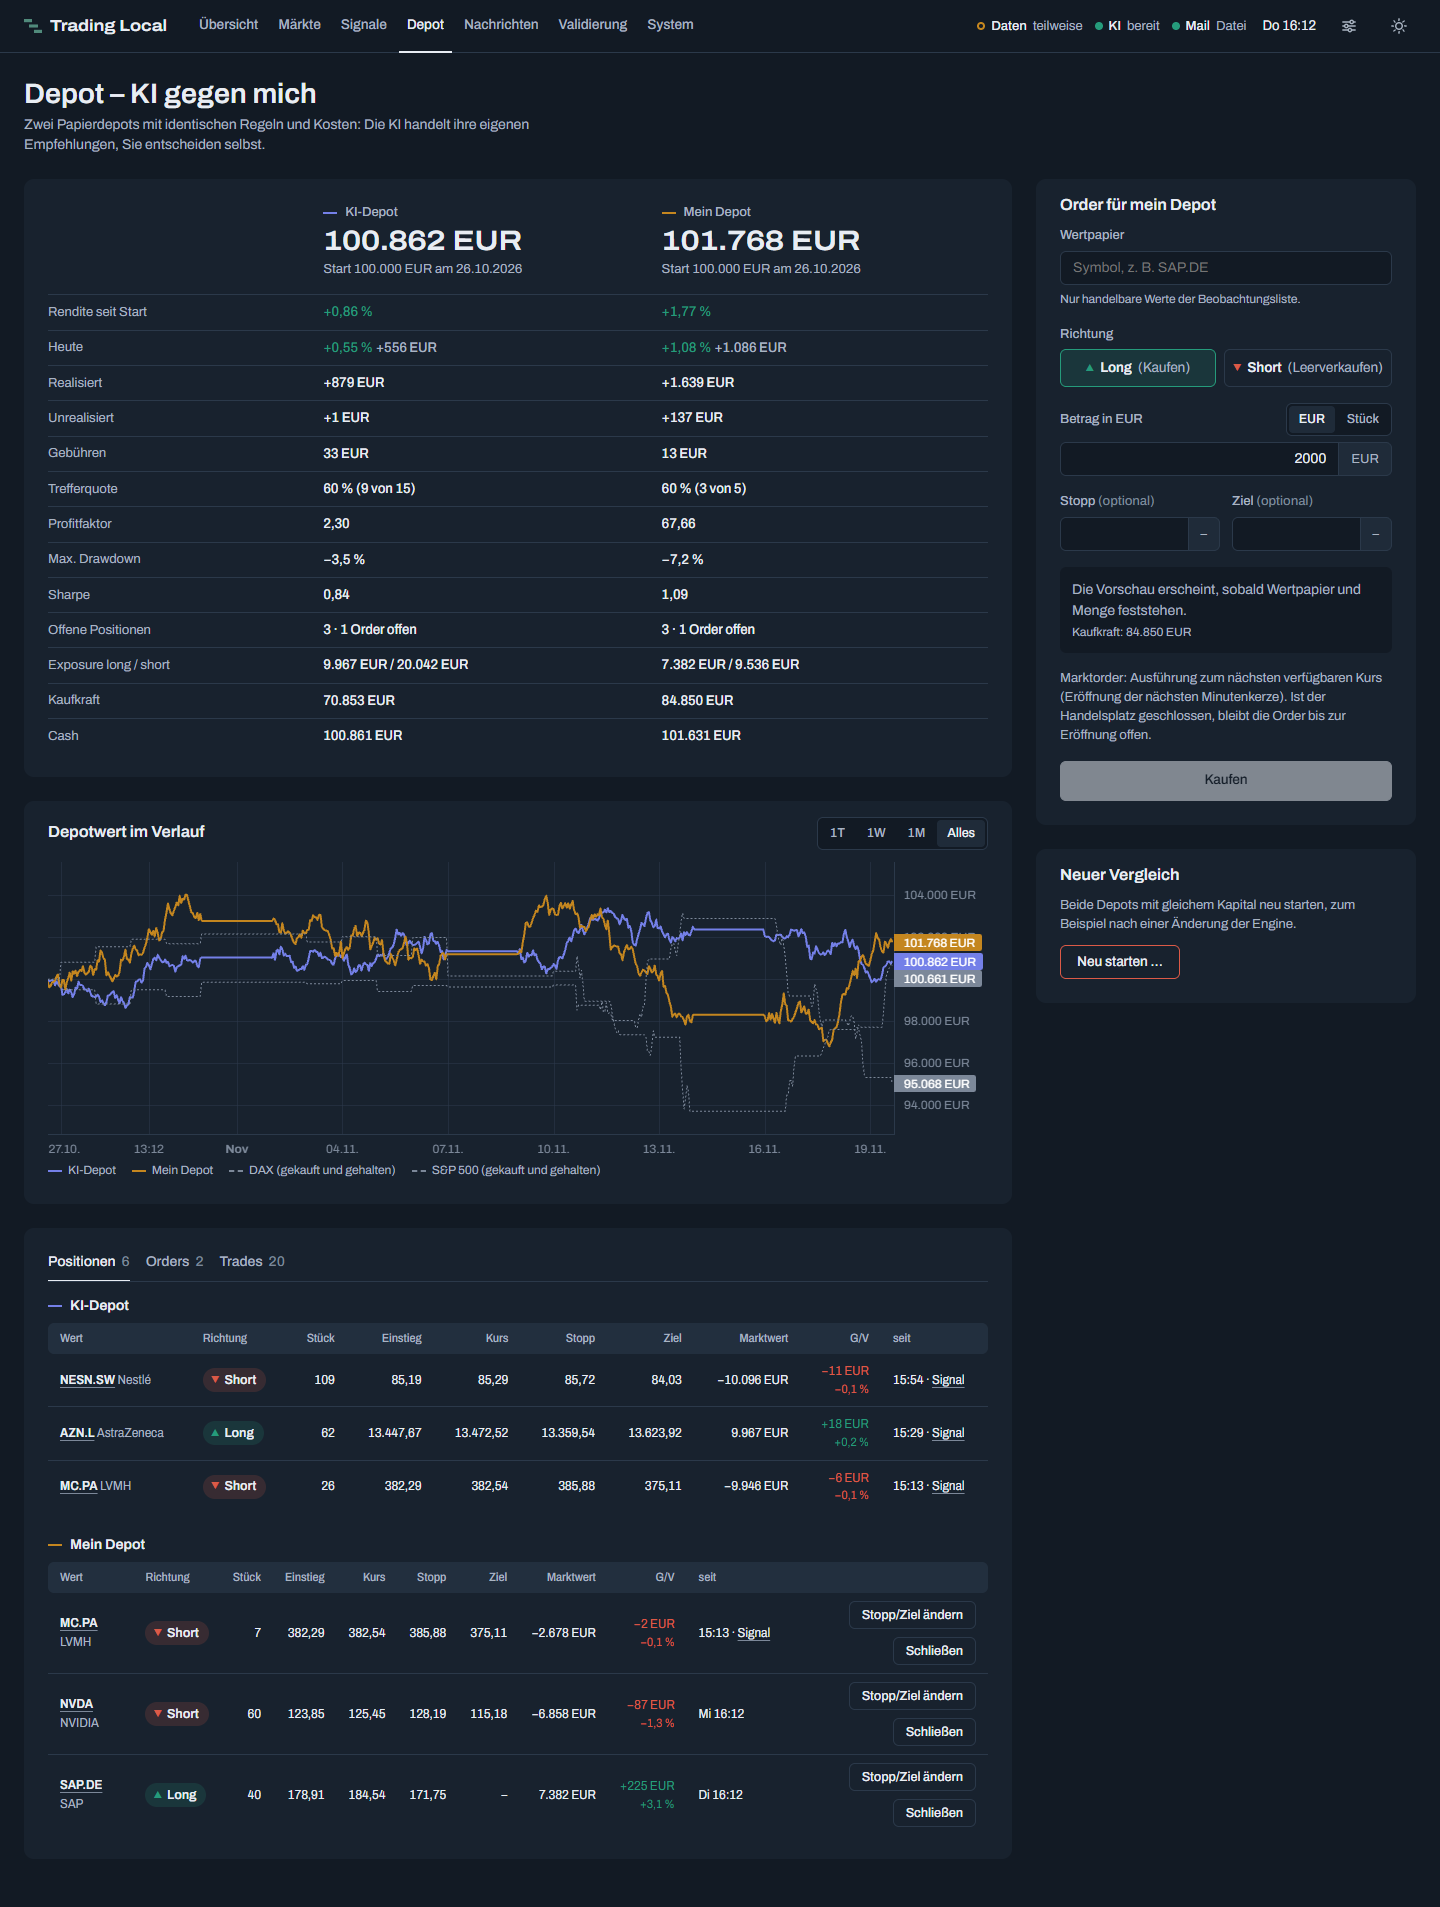 Trading Local
Übersicht Märkte Signale Depot Nachrichten Validierung System
Daten teilweise KI bereit Mail Datei Do 16:12
Depot – KI gegen mich
Zwei Papierdepots mit identischen Regeln und Kosten: Die KI handelt ihre eigenen
Empfehlungen, Sie entscheiden selbst.
KI-Depot Mein Depot
100.862 EUR 101.768 EUR
Start 100.000 EUR am 26.10.2026 Start 100.000 EUR am 26.10.2026
Rendite seit Start +0,86 % +1,77 %
Heute +0,55 % +556 EUR +1,08 % +1.086 EUR
Realisiert +879 EUR +1.639 EUR
Unrealisiert +1 EUR +137 EUR
Gebühren 33 EUR 13 EUR
Trefferquote 60 % (9 von 15) 60 % (3 von 5)
Profitfaktor 2,30 67,66
Max. Drawdown −3,5 % −7,2 %
Sharpe 0,84 1,09
Offene Positionen 3 · 1 Order offen 3 · 1 Order offen
Exposure long / short 9.967 EUR / 20.042 EUR 7.382 EUR / 9.536 EUR
Kaufkraft 70.853 EUR 84.850 EUR
Cash 100.861 EUR 101.631 EUR
Order für mein Depot
Wertpapier
Symbol, z. B. SAP.DE
Nur handelbare Werte der Beobachtungsliste.
Richtung
Long (Kaufen) Short (Leerverkaufen)
Betrag in EUR EUR Stück
2000 EUR
Stopp (optional) Ziel (optional)
– –
Die Vorschau erscheint, sobald Wertpapier und
Menge feststehen.
Kaufkraft: 84.850 EUR
Marktorder: Ausführung zum nächsten verfügbaren Kurs
(Eröffnung der nächsten Minutenkerze). Ist der
Handelsplatz geschlossen, bleibt die Order bis zur
Eröffnung offen.
Kaufen
Neuer Vergleich
Beide Depots mit gleichem Kapital neu starten, zum
Beispiel nach einer Änderung der Engine.
Neu starten ...
Depotwert im Verlauf 1T 1W 1M Alles
104.000 EUR
101.768 EUR
100.862 EUR
100.661 EUR
98.000 EUR
96.000 EUR
95.068 EUR
94.000 EUR
27.10. 13:12 Nov 04.11. 07.11. 10.11. 13.11. 16.11. 19.11.
KI-Depot Mein Depot DAX (gekauft und gehalten) S&P 500 (gekauft und gehalten)
Positionen 6 Orders 2 Trades 20
KI-Depot
Wert Richtung Stück Einstieg Kurs Stopp Ziel Marktwert G/V seit
NESN.SW Nestlé Short 109 85,19 85,29 85,72 84,03 −10.096 EUR −11 EUR −0,1 % 15:54 · Signal
AZN.L AstraZeneca Long 62 13.447,67 13.472,52 13.359,54 13.623,92 9.967 EUR +18 EUR +0,2 % 15:29 · Signal
MC.PA LVMH Short 26 382,29 382,54 385,88 375,11 −9.946 EUR −6 EUR −0,1 % 15:13 · Signal
Mein Depot
Wert Richtung Stück Einstieg Kurs Stopp Ziel Marktwert G/V seit
MC.PA LVMH Short 7 382,29 382,54 385,88 375,11 −2.678 EUR −2 EUR −0,1 % 15:13 · Signal Stopp/Ziel ändern Schließen
NVDA NVIDIA Short 60 123,85 125,45 128,19 115,18 −6.858 EUR −87 EUR −1,3 % Mi 16:12 Stopp/Ziel ändern Schließen
SAP.DE SAP Long 40 178,91 184,54 171,75 – 7.382 EUR +225 EUR +3,1 % Di 16:12 Stopp/Ziel ändern Schließen